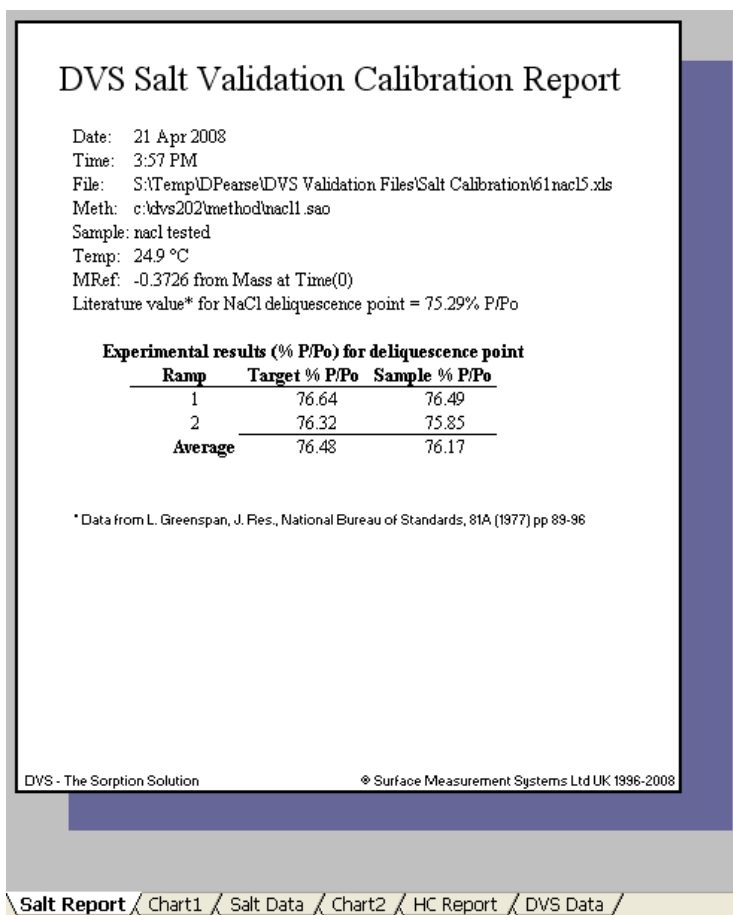 DVS Salt Validation Calibration Report
Date: 21 Apr 2008
Time: 3:57 PM
File: S:\Temp\DPearse\DVS Validation Files\Salt Calibration\61nacl5.xls
Meth: c:\dvs202\method\nacl1.sao
Sample: nacl tested
Temp: 24.9 °C
MRef: -0.3726 from Mass at Time(0)
Literature value* for NaCl deliquescence point = 75.29% P/Po
Experimental results (% P/Po) for deliquescence point
Ramp Target % P/Po Sample % P/Po
1 76.64 76.49
2 76.32 75.85
Average 76.48 76.17
* Data from L. Greenspan, J. Res., National Bureau of Standards, 81A (1977) pp 89-96
DVS - The Sorption Solution ® Surface Measurement Systems Ltd UK 1996-2008
Salt Report / Chart1 / Salt Data / Chart2 / HC Report / DVS Data /